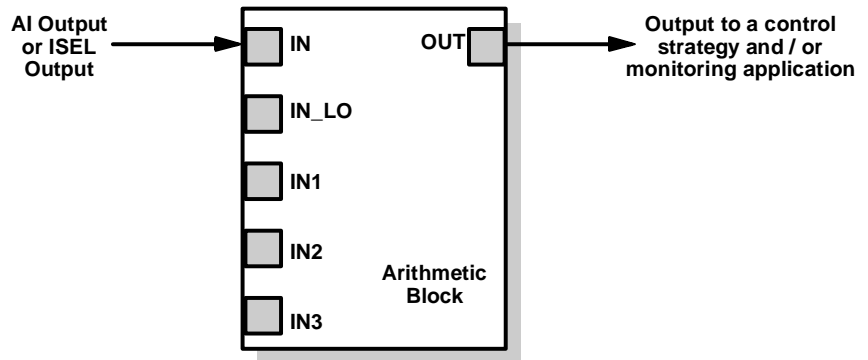 AI Output
or ISEL
Output
IN
OUT
Output to a control
strategy and / or
monitoring application
IN_LO
IN1
IN2
Arithmetic
Block
IN3